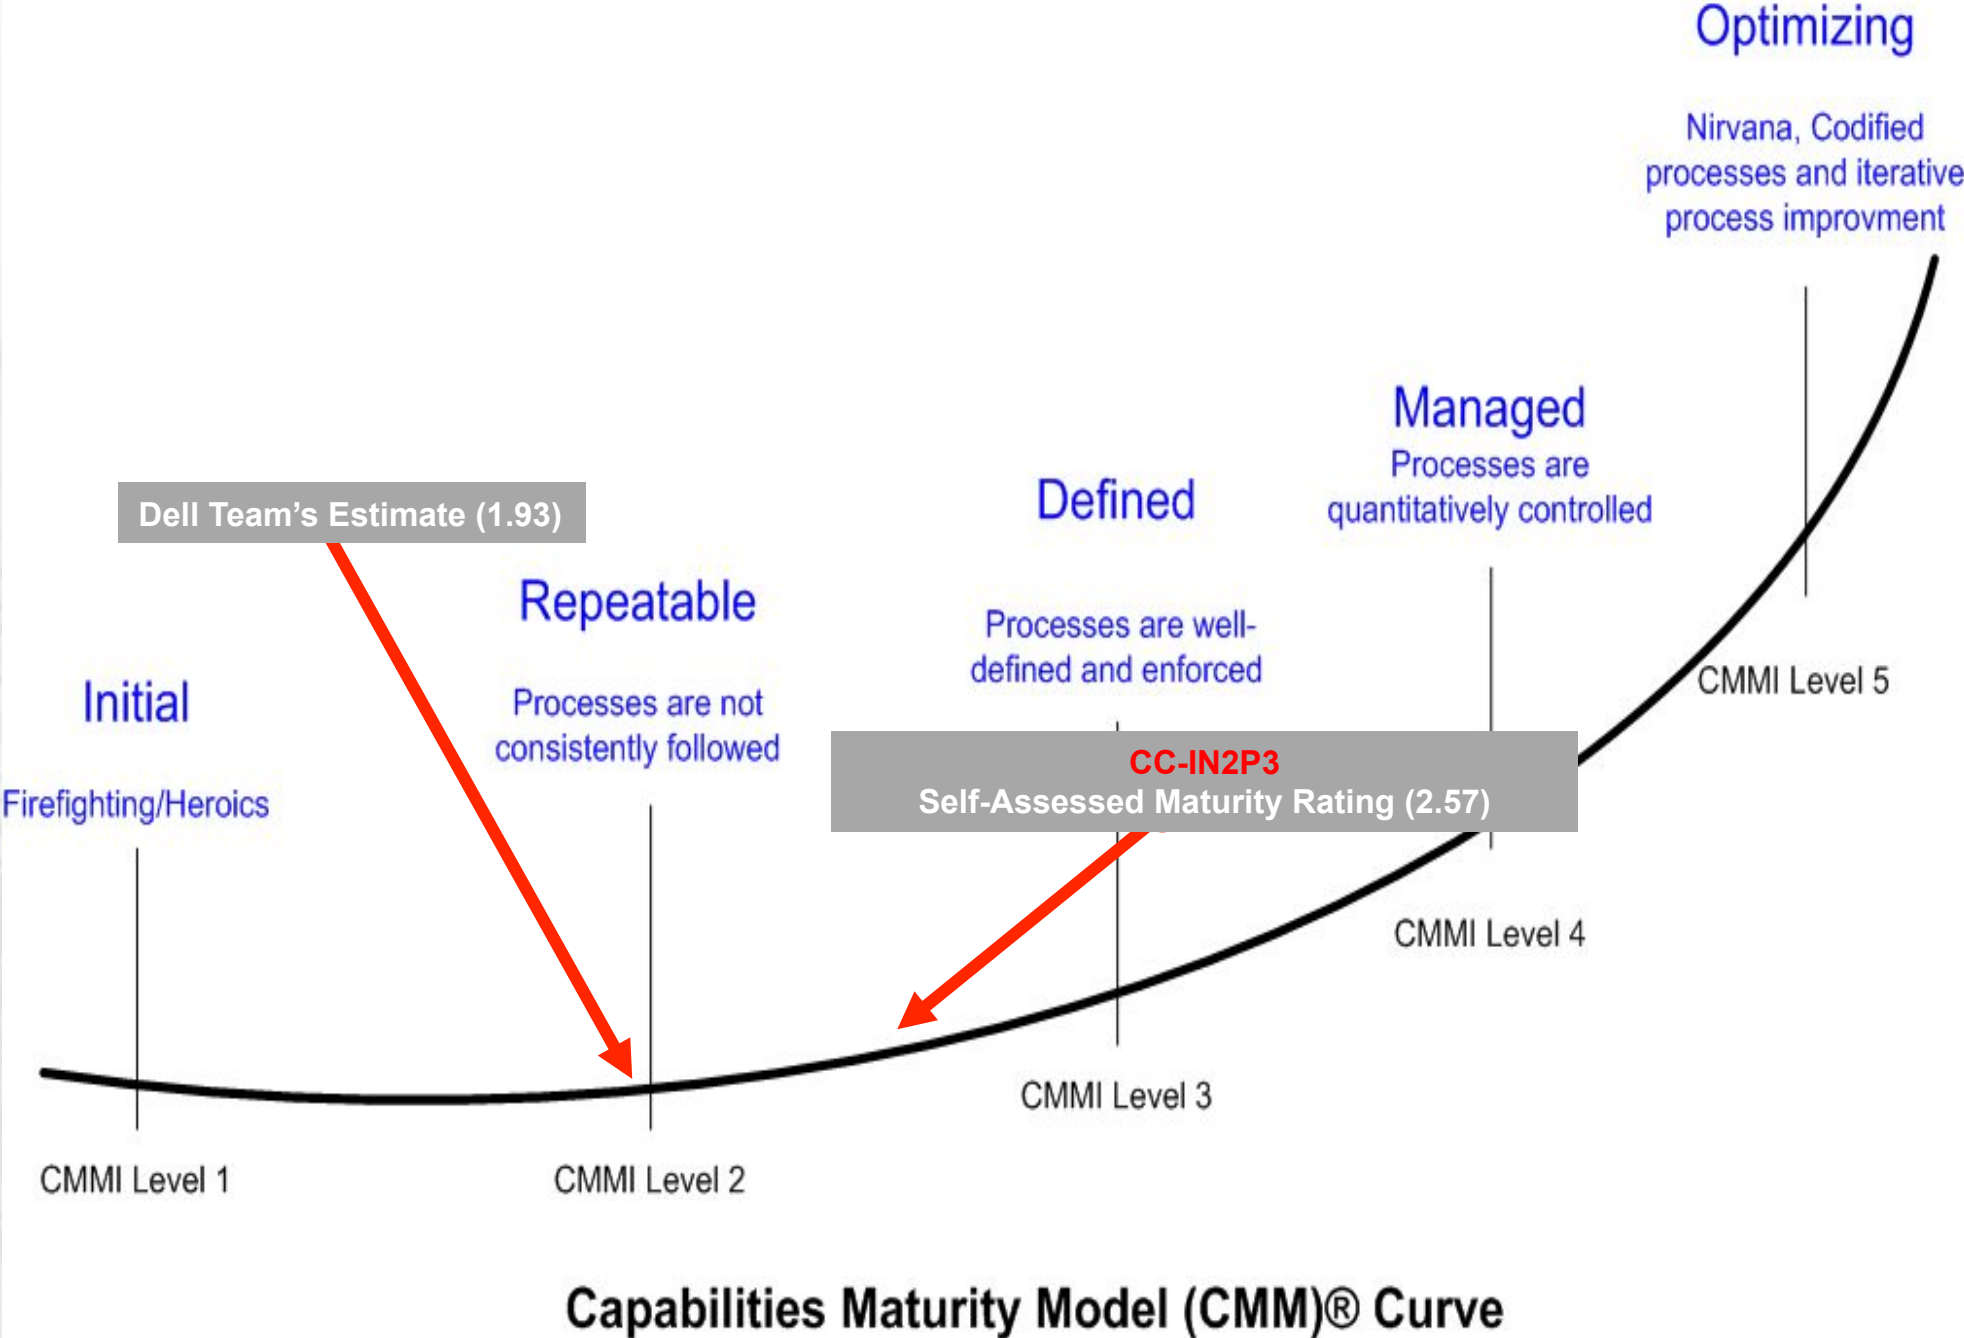 Optimizing
Nirvana, Codified
processes and iterative
process improvment
Managed
Processes are
quantitatively controlled
Defined
Processes are well-
defined and enforced
Dell Team’s Estimate (1.93)
Repeatable
Processes are not
consistently followed
Initial
Firefighting/Heroics
CC-IN2P3
Self-Assessed Maturity Rating (2.57)
CMMI Level 5
CMMI Level 4
CMMI Level 3
CMMI Level 1
CMMI Level 2
Capabilities Maturity Model (CMM)® Curve